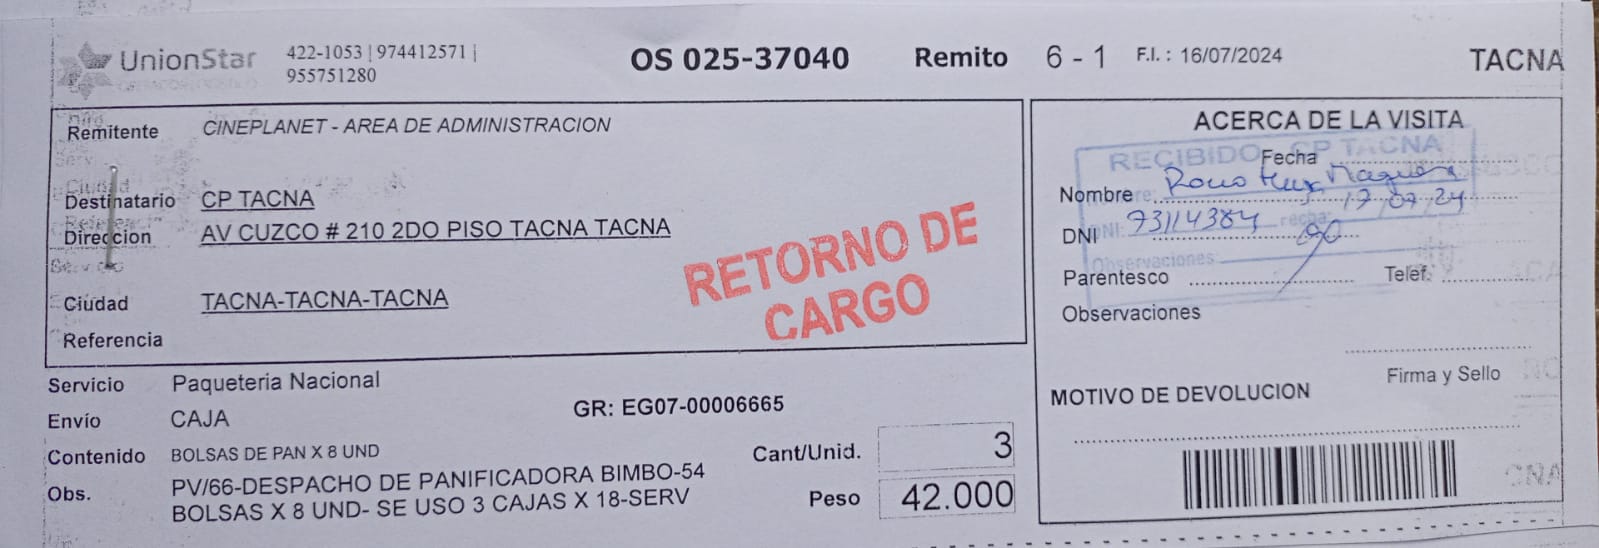 UnionStar
422-1053 | 974412571 |
955751280
OS 025-37040
Remito 6 - 1
F.I. : 16/07/2024
TACNA
Remitente CINEPLANET - AREA DE ADMINISTRACION
Destinatario CP TACNA
Direccion AV CUZCO # 210 2DO PISO TACNA TACNA
Ciudad TACNA-TACNA-TACNA
Referencia
RETORNO DE
CARGO
Servicio Paqueteria Nacional
Envío CAJA
GR: EG07-00006665
Contenido BOLSAS DE PAN X 8 UND
Cant/Unid. 3
Obs. PV/66-DESPACHO DE PANIFICADORA BIMBO-54
BOLSAS X 8 UND- SE USO 3 CAJAS X 18-SERV
Peso 42.000
ACERCA DE LA VISITA
RECIBIDO CP TACNA
Fecha
Nombre
17 07 24
DNI 73114384
Observaciones:
Parentesco Telef.
Observaciones
Firma y Sello
MOTIVO DE DEVOLUCION